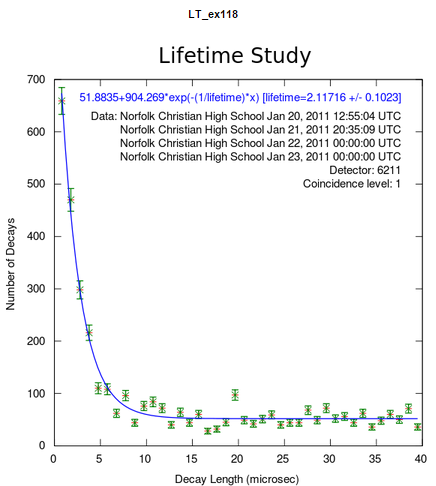 LT_ex118
Lifetime Study
51.8835+904.269*exp(-(1/lifetime)*x) [lifetime=2.11716 +/- 0.1023]
Data: Norfolk Christian High School Jan 20, 2011 12:55:04 UTC
Norfolk Christian High School Jan 21, 2011 20:35:09 UTC
Norfolk Christian High School Jan 22, 2011 00:00:00 UTC
Norfolk Christian High School Jan 23, 2011 00:00:00 UTC
Detector: 6211
Coincidence level: 1
700
600
500
400
300
200
100
0
Number of Decays
0 5 10 15 20 25 30 35 40
Decay Length (microsec)